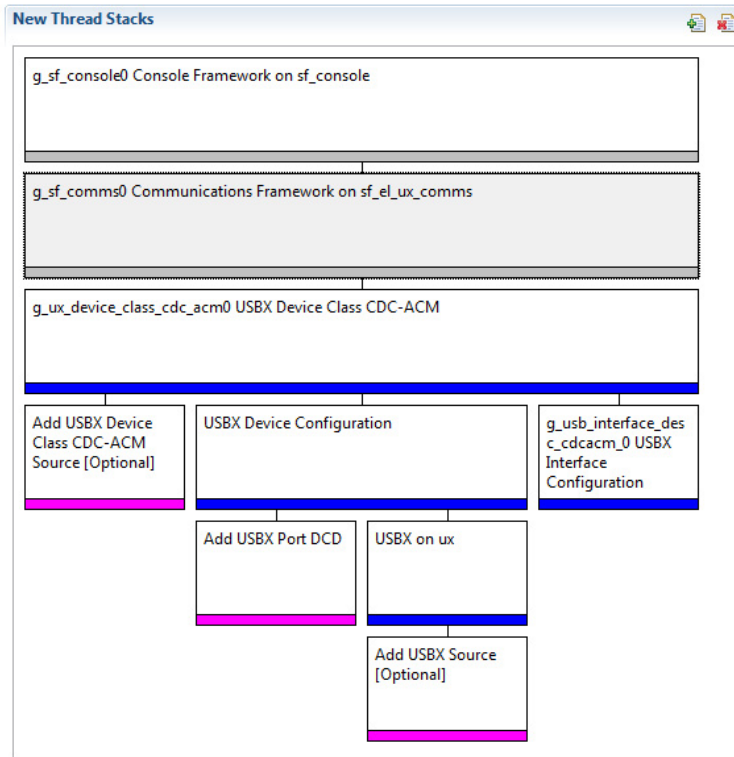 New Thread Stacks
g_sf_console0 Console Framework on sf_console
g_sf_comms0 Communications Framework on sf_el_ux_comms
g_ux_device_class_cdc_acm0 USBX Device Class CDC-ACM
Add USBX Device
Class CDC-ACM
Source [Optional]
USBX Device Configuration
g_usb_interface_des
c_cdcacm_0 USBX
Interface
Configuration
Add USBX Port DCD
USBX on ux
Add USBX Source
[Optional]